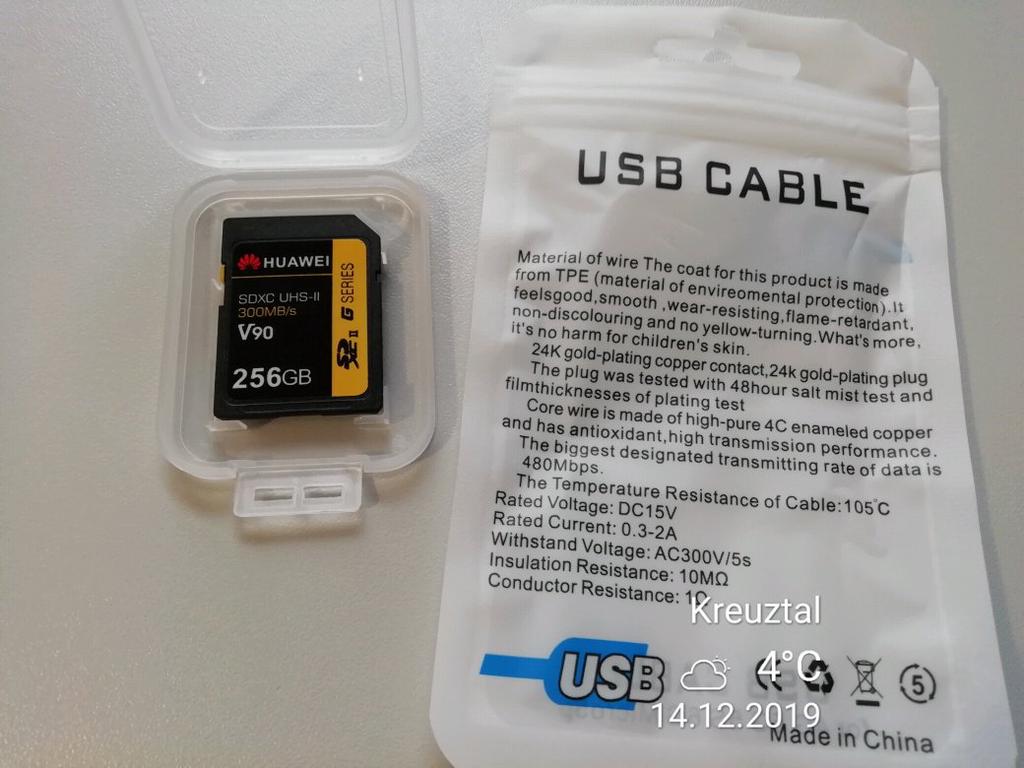 HUAWEI
SDXC UHS-II
300MB/s
V90
256GB
G SERIES
SDXC II
USB CABLE
Material of wire The coat for this product is made
from TPE (material of enviromental protection).It
feelsgood,smooth ,wear-resisting,flame-retardant,
non-discolouring and no yellow-turning.What's more,
it's no harm for children's skin.
24K gold-plating copper contact,24k gold-plating plug
The plug was tested with 48hour salt mist test and
filmthicknesses of plating test
Core wire is made of high-pure 4C enameled copper
and has antioxidant,high transmission performance.
The biggest designated transmitting rate of data is
480Mbps.
The Temperature Resistance of Cable:105°C
Rated Voltage: DC15V
Rated Current: 0.3-2A
Withstand Voltage: AC300V/5s
Insulation Resistance: 10MΩ
Conductor Resistance: 1Ω
Kreuztal
USB
4°C
5
14.12.2019
Made in China